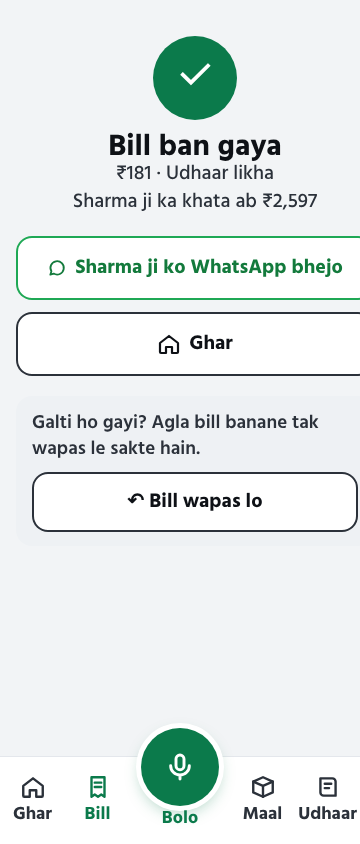 Bill ban gaya
₹181 · Udhaar likha
Sharma ji ka khata ab ₹2,597
Sharma ji ko WhatsApp bhejo
Ghar
Galti ho gayi? Agla bill banane tak
wapas le sakte hain.
↶ Bill wapas lo
Ghar
Bill
Bolo
Maal
Udhaar